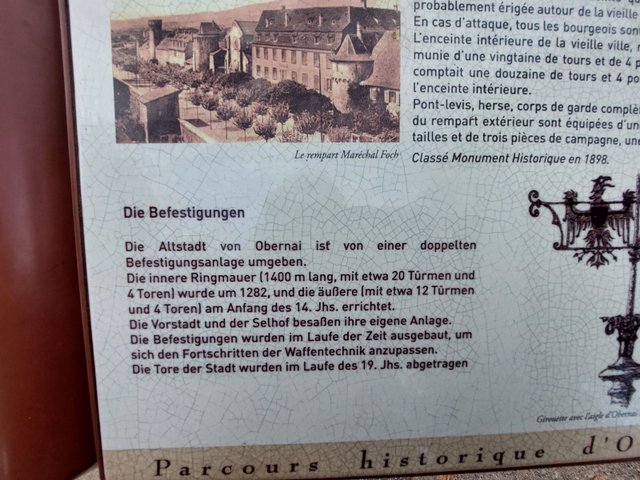 probablement érigée autour de la vieille
En cas d'attaque, tous les bourgeois son
L'enceinte intérieure de la vieille ville,
munie d'une vingtaine de tours et de 4 p
comptait une douzaine de tours et 4 po
l'enceinte intérieure.
Pont-levis, herse, corps de garde complè
du rempart extérieur sont équipées d'un
tailles et de trois pièces de campagne, une
Classé Monument Historique en 1898.
Le rempart Maréchal Foch
Die Befestigungen
Die Altstadt von Obernai ist von einer doppelten
Befestigungsanlage umgeben.
Die innere Ringmauer (1400 m lang, mit etwa 20 Türmen und
4 Toren) wurde um 1282, und die äußere (mit etwa 12 Türmen
und 4 Toren) am Anfang des 14. Jhs. errichtet.
Die Vorstadt und der Selhof besaßen ihre eigene Anlage.
Die Befestigungen wurden im Laufe der Zeit ausgebaut, um
sich den Fortschritten der Waffentechnik anzupassen.
Die Tore der Stadt wurden im Laufe des 19. Jhs. abgetragen
Girouette avec l'aigle d'Obernai
Parcours historique d'O